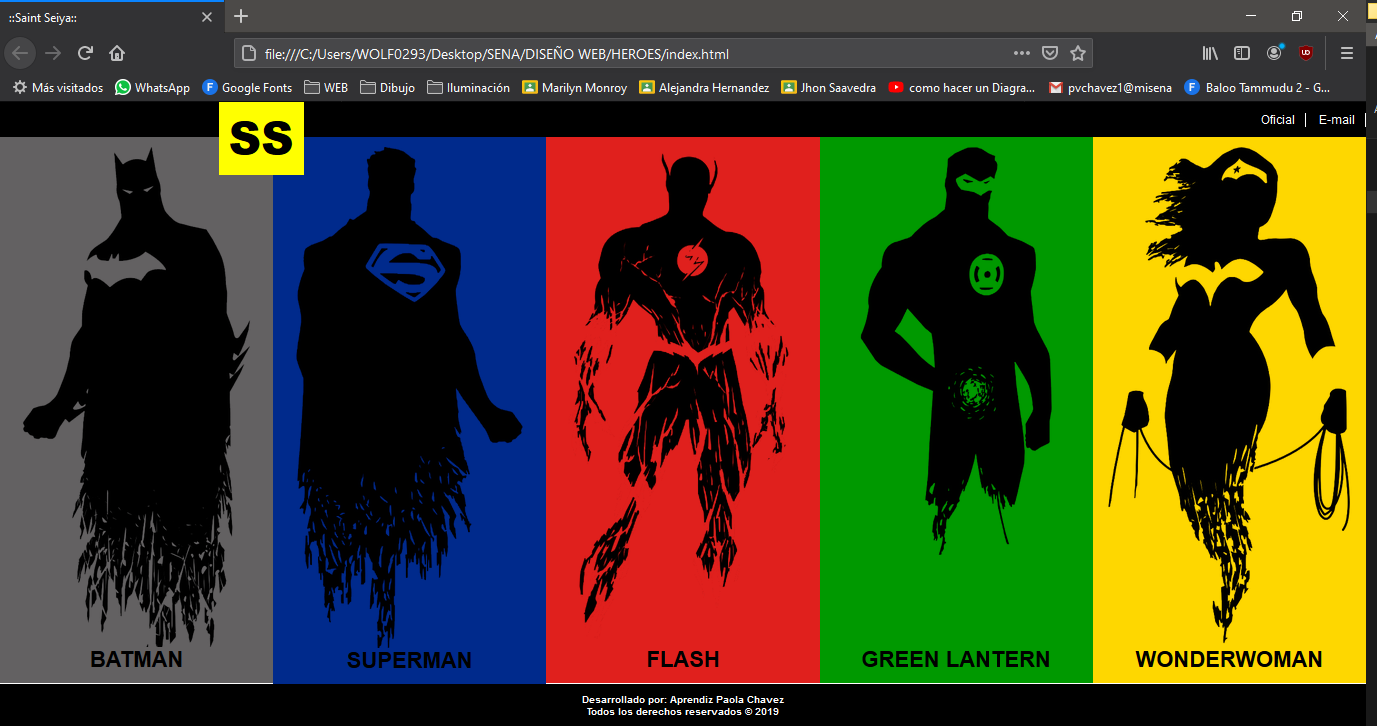 ::Saint Seiya::
file:///C:/Users/WOLF0293/Desktop/SENA/DISEÑO WEB/HEROES/index.html
Más visitados WhatsApp Google Fonts WEB Dibujo Iluminación Marilyn Monroy Alejandra Hernandez Jhon Saavedra como hacer un Diagra... pvchavez1@misena Baloo Tammudu 2 - G...
Oficial E-mail
SS
BATMAN SUPERMAN FLASH GREEN LANTERN WONDERWOMAN
Desarrollado por: Aprendiz Paola Chavez
Todos los derechos reservados © 2019